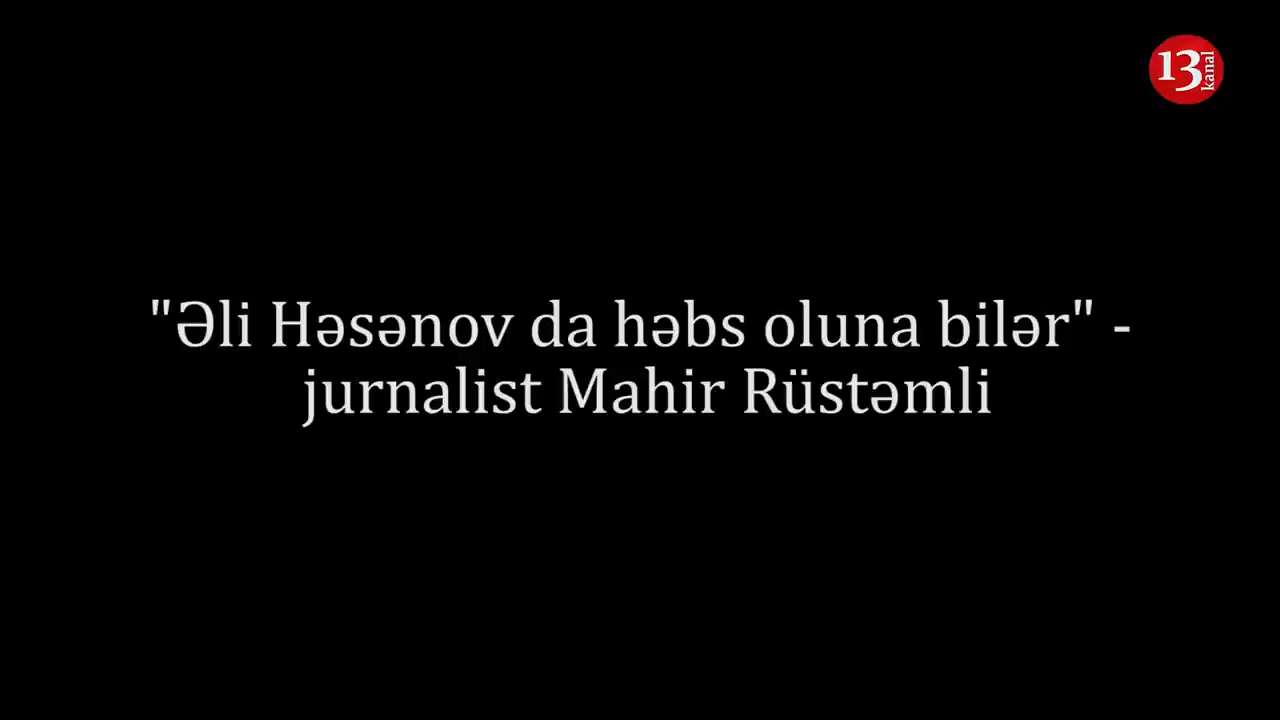 13 kanal
"Əli Həsənov da həbs oluna bilər" -
jurnalist Mahir Rüstəmli